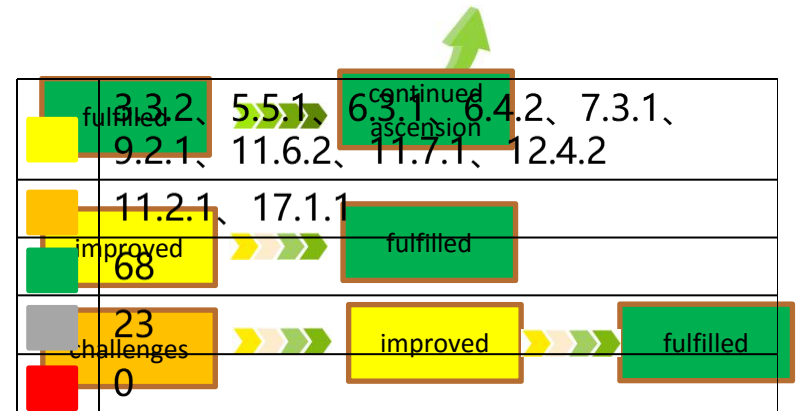 fulfilled
continued
ascension
3.3.2、5.5.1、6.3.1、6.4.2、7.3.1、
9.2.1、11.6.2、11.7.1、12.4.2
11.2.1、17.1.1
improved
fulfilled
68
23
challenges
improved
fulfilled
0